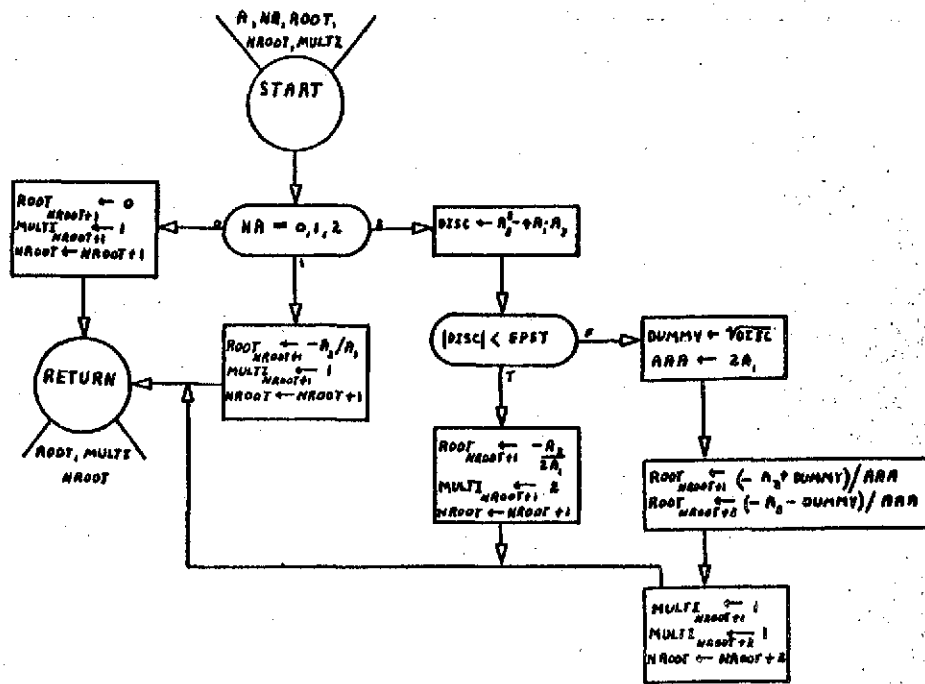 A, NA, ROOT,
NROOT, MULTI
START
ROOT NROOT+1 ← 0
MULTI NROOT+1 ← 1
NROOT ← NROOT+1
0
NA = 0,1,2
2
DISC ← A₂² - 4A₁·A₃
1
ROOT NROOT+1 ← -A₂/A₁
MULTI NROOT+1 ← 1
NROOT ← NROOT+1
|DISC| < EPST
F
T
DUMMY ← √DISC
AAA ← 2A₁
RETURN
ROOT, MULTI
NROOT
ROOT NROOT+1 ← -A₂
2A₁
MULTI NROOT+1 ← 2
NROOT ← NROOT+1
ROOT NROOT+1 ← (-A₂+DUMMY)/AAA
ROOT NROOT+2 ← (-A₂-DUMMY)/AAA
MULTI NROOT+1 ← 1
MULTI NROOT+2 ← 1
NROOT ← NROOT+2